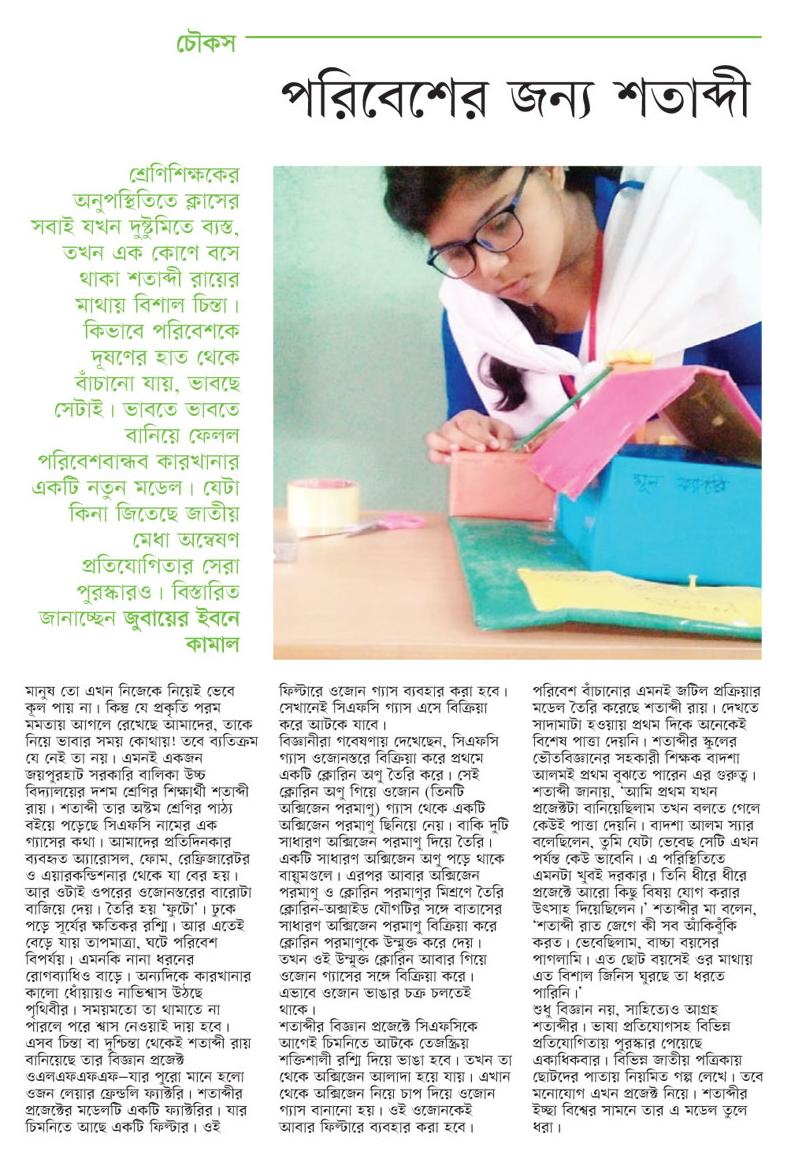 চৌকস
পরিবেশের জন্য শতাব্দী
শ্রেণিশিক্ষকের
অনুপস্থিতিতে ক্লাসের
সবাই যখন দুষ্টুমিতে ব্যস্ত,
তখন এক কোণে বসে
থাকা শতাব্দী রায়ের
মাথায় বিশাল চিন্তা।
কিভাবে পরিবেশকে
দূষণের হাত থেকে
বাঁচানো যায়, ভাবছে
সেটাই। ভাবতে ভাবতে
বানিয়ে ফেলল
পরিবেশবান্ধব কারখানার
একটি নতুন মডেল। যেটা
কিনা জিতেছে জাতীয়
মেধা অন্বেষণ
প্রতিযোগিতার সেরা
পুরস্কারও। বিস্তারিত
জানাচ্ছেন জুবায়ের ইবনে
কামাল
মানুষ তো এখন নিজেকে নিয়েই ভেবে
কূল পায় না। কিন্তু যে প্রকৃতি পরম
মমতায় আগলে রেখেছে আমাদের, তাকে
নিয়ে ভাবার সময় কোথায়! তবে ব্যতিক্রম
যে নেই তা নয়। এমনই একজন
জয়পুরহাট সরকারি বালিকা উচ্চ
বিদ্যালয়ের দশম শ্রেণির শিক্ষার্থী শতাব্দী
রায়। শতাব্দী তার অষ্টম শ্রেণির পাঠ্য
বইয়ে পড়েছে সিএফসি নামের এক
গ্যাসের কথা। আমাদের প্রতিদিনকার
ব্যবহৃত অ্যারোসল, ফোম, রেফ্রিজারেটর
ও এয়ারকন্ডিশনার থেকে যা বের হয়।
আর ওটাই ওপরের ওজোনস্তরের বারোটা
বাজিয়ে দেয়। তৈরি হয় ‘ফুটো’। ঢুকে
পড়ে সূর্যের ক্ষতিকর রশ্মি। আর এতেই
বেড়ে যায় তাপমাত্রা, ঘটে পরিবেশ
বিপর্যয়। এমনকি নানা ধরনের
রোগব্যাধিও বাড়ে। অন্যদিকে কারখানার
কালো ধোঁয়ায়ও নাভিশ্বাস উঠছে
পৃথিবীর। সময়মতো তা থামাতে না
পারলে পরে শ্বাস নেওয়াই দায় হবে।
এসব চিন্তা বা দুশ্চিন্তা থেকেই শতাব্দী রায়
বানিয়েছে তার বিজ্ঞান প্রজেক্ট
ওএলএফএফএফ–যার পুরো মানে হলো
ওজন লেয়ার ফ্রেন্ডলি ফ্যাক্টরি। শতাব্দীর
প্রজেক্টের মডেলটি একটি ফ্যাক্টরির। যার
চিমনিতে আছে একটি ফিল্টার। ওই
ফিল্টারে ওজোন গ্যাস ব্যবহার করা হবে।
সেখানেই সিএফসি গ্যাস এসে বিক্রিয়া
করে আটকে যাবে।
বিজ্ঞানীরা গবেষণায় দেখেছেন, সিএফসি
গ্যাস ওজোনস্তরে বিক্রিয়া করে প্রথমে
একটি ক্লোরিন অণু তৈরি করে। সেই
ক্লোরিন অণু গিয়ে ওজোন (তিনটি
অক্সিজেন পরমাণু) গ্যাস থেকে একটি
অক্সিজেন পরমাণু ছিনিয়ে নেয়। বাকি দুটি
সাধারণ অক্সিজেন পরমাণু দিয়ে তৈরি।
একটি সাধারণ অক্সিজেন অণু পড়ে থাকে
বায়ুমণ্ডলে। এরপর আবার অক্সিজেন
পরমাণু ও ক্লোরিন পরমাণুর মিশ্রণে তৈরি
ক্লোরিন-অক্সাইড যৌগটির সঙ্গে বাতাসের
সাধারণ অক্সিজেন পরমাণু বিক্রিয়া করে
ক্লোরিন পরমাণুকে উন্মুক্ত করে দেয়।
তখন ওই উন্মুক্ত ক্লোরিন আবার গিয়ে
ওজোন গ্যাসের সঙ্গে বিক্রিয়া করে।
এভাবে ওজোন ভাঙার চক্র চলতেই
থাকে।
শতাব্দীর বিজ্ঞান প্রজেক্টে সিএফসিকে
আগেই চিমনিতে আটকে তেজস্ক্রিয়
শক্তিশালী রশ্মি দিয়ে ভাঙা হবে। তখন তা
থেকে অক্সিজেন আলাদা হয়ে যায়। এখান
থেকে অক্সিজেন নিয়ে চাপ দিয়ে ওজোন
গ্যাস বানানো হয়। ওই ওজোনকেই
আবার ফিল্টারে ব্যবহার করা হবে।
পরিবেশ বাঁচানোর এমনই জটিল প্রক্রিয়ার
মডেল তৈরি করেছে শতাব্দী রায়। দেখতে
সাদামাটা হওয়ায় প্রথম দিকে অনেকেই
বিশেষ পাত্তা দেয়নি। শতাব্দীর স্কুলের
ভৌতবিজ্ঞানের সহকারী শিক্ষক বাদশা
আলমই প্রথম বুঝতে পারেন এর গুরুত্ব।
শতাব্দী জানায়, ‘আমি প্রথম যখন
প্রজেক্টটা বানিয়েছিলাম তখন বলতে গেলে
কেউই পাত্তা দেয়নি। বাদশা আলম স্যার
বলেছিলেন, তুমি যেটা ভেবেছ সেটি এখন
পর্যন্ত কেউ ভাবেনি। এ পরিস্থিতিতে
এমনটা খুবই দরকার। তিনি ধীরে ধীরে
প্রজেক্টে আরো কিছু বিষয় যোগ করার
উৎসাহ দিয়েছিলেন।’ শতাব্দীর মা বলেন,
‘শতাব্দী রাত জেগে কী সব আঁকিবুঁকি
করত। ভেবেছিলাম, বাচ্চা বয়সের
পাগলামি। এত ছোট বয়সেই ওর মাথায়
এত বিশাল জিনিস ঘুরছে তা ধরতে
পারিনি।’
শুধু বিজ্ঞান নয়, সাহিত্যেও আগ্রহ
শতাব্দীর। ভাষা প্রতিযোগসহ বিভিন্ন
প্রতিযোগিতায় পুরস্কার পেয়েছে
একাধিকবার। বিভিন্ন জাতীয় পত্রিকায়
ছোটদের পাতায় নিয়মিত গল্প লেখে। তবে
মনোযোগ এখন প্রজেক্ট নিয়ে। শতাব্দীর
ইচ্ছা বিশ্বের সামনে তার এ মডেল তুলে
ধরা।